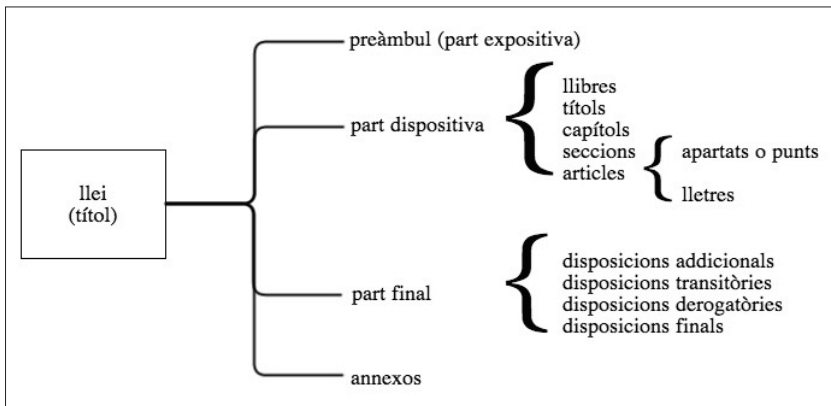 llei
(títol)
preàmbul (part expositiva)
part dispositiva
llibres
títols
capítols
seccions
articles
apartats o punts
lletres
part final
disposicions addicionals
disposicions transitòries
disposicions derogatòries
disposicions finals
annexos